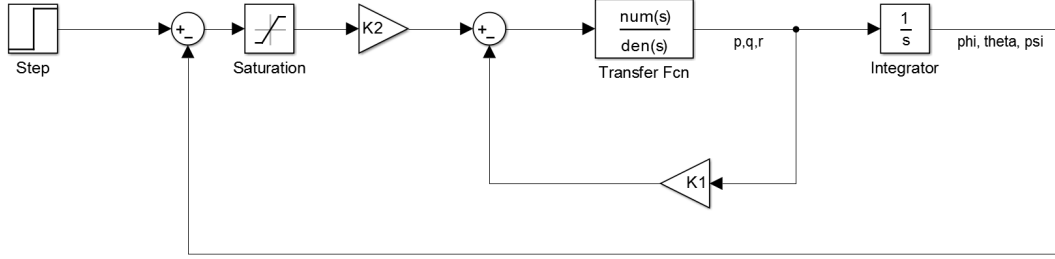 Step
+
−
Saturation
K2
+
−
num(s)
den(s)
Transfer Fcn
p,q,r
1
s
Integrator
phi, theta, psi
K1